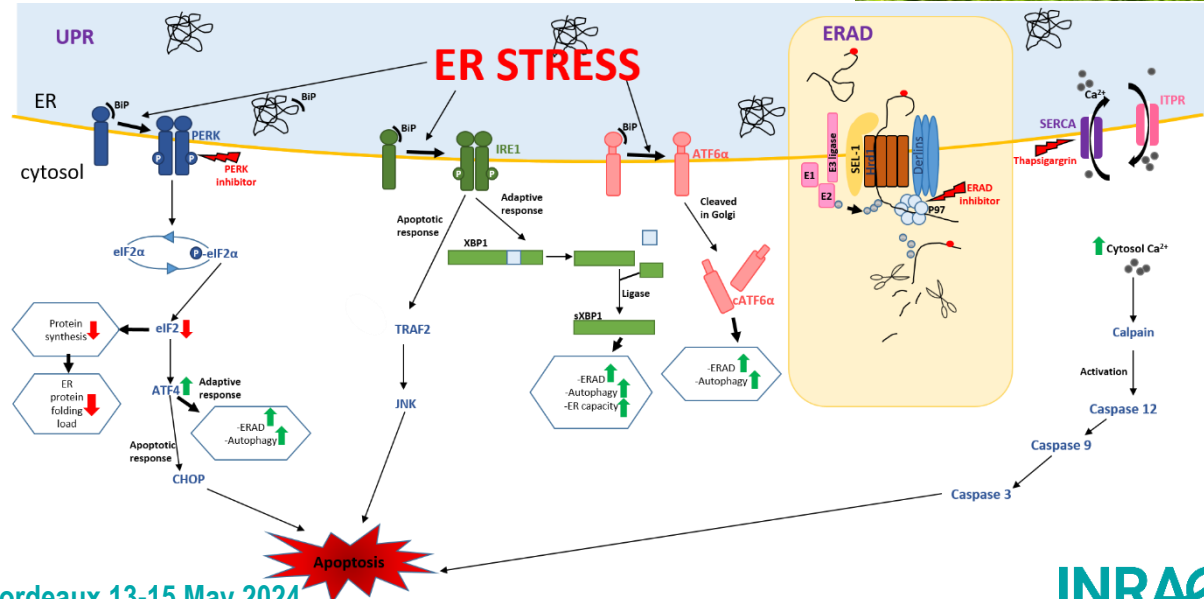 UPR
ER STRESS
ERAD
ER
cytosol
BiP
PERK
P
P
PERK
inhibitor
BiP
BiP
IRE1
P
P
BiP
ATF6α
E1
E2
E3 ligase
SEL-1
Hrd1
Derlins
P97
ERAD
inhibitor
Ca2+
SERCA
ITPR
Thapsigargrin
eIF2α
P-eIF2α
Protein
synthesis
eIF2
ER
protein
folding
load
ATF4
Adaptive
response
-ERAD
-Autophagy
Apoptotic
response
CHOP
Apoptotic
response
Adaptive
response
XBP1
Ligase
sXBP1
-ERAD
-Autophagy
-ER capacity
TRAF2
JNK
Cleaved
in Golgi
cATF6α
-ERAD
-Autophagy
Cytosol Ca2+
Calpain
Activation
Caspase 12
Caspase 9
Caspase 3
Apoptosis
ordeaux 13-15 May 2024
INRA